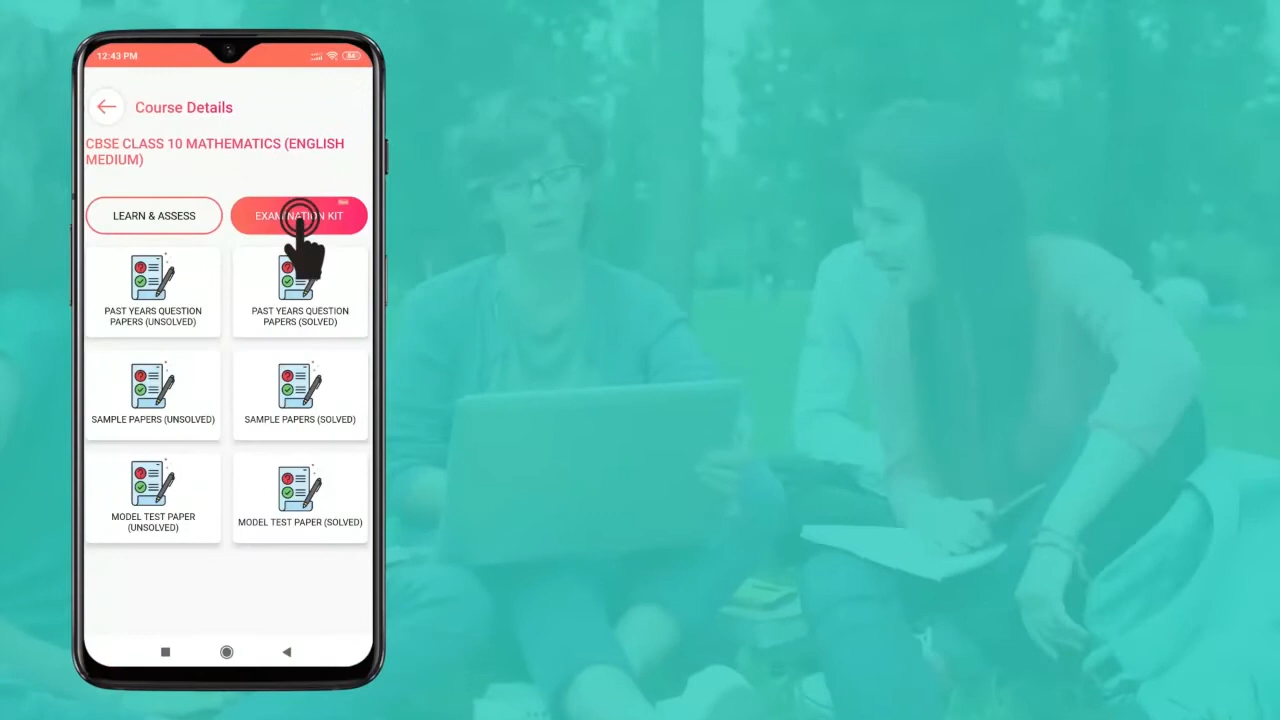 12:43 PM
84
Course Details
CBSE CLASS 10 MATHEMATICS (ENGLISH
MEDIUM)
LEARN & ASSESS
EXAMINATION KIT
PAST YEARS QUESTION
PAPERS (UNSOLVED)
PAST YEARS QUESTION
PAPERS (SOLVED)
SAMPLE PAPERS (UNSOLVED)
SAMPLE PAPERS (SOLVED)
MODEL TEST PAPER
(UNSOLVED)
MODEL TEST PAPER (SOLVED)